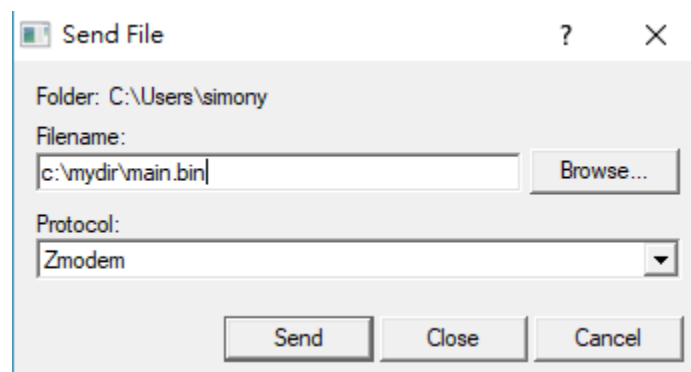 Send File
?
Folder: C:\Users\simony
Filename:
c:\mydir\main.bin
Browse...
Protocol:
Zmodem
Send Close Cancel